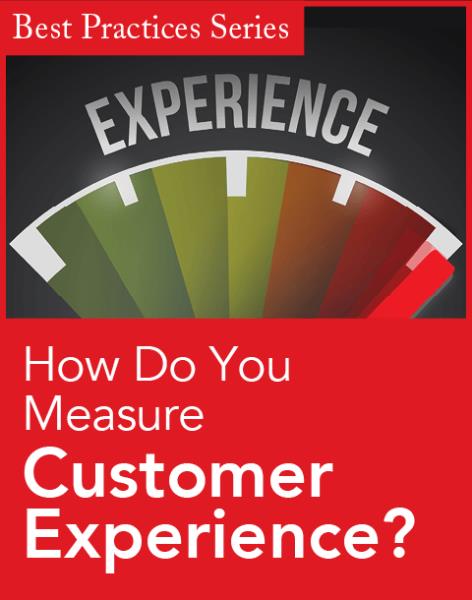 Best Practices Series
EXPERIENCE
How Do You
Measure
Customer
Experience?